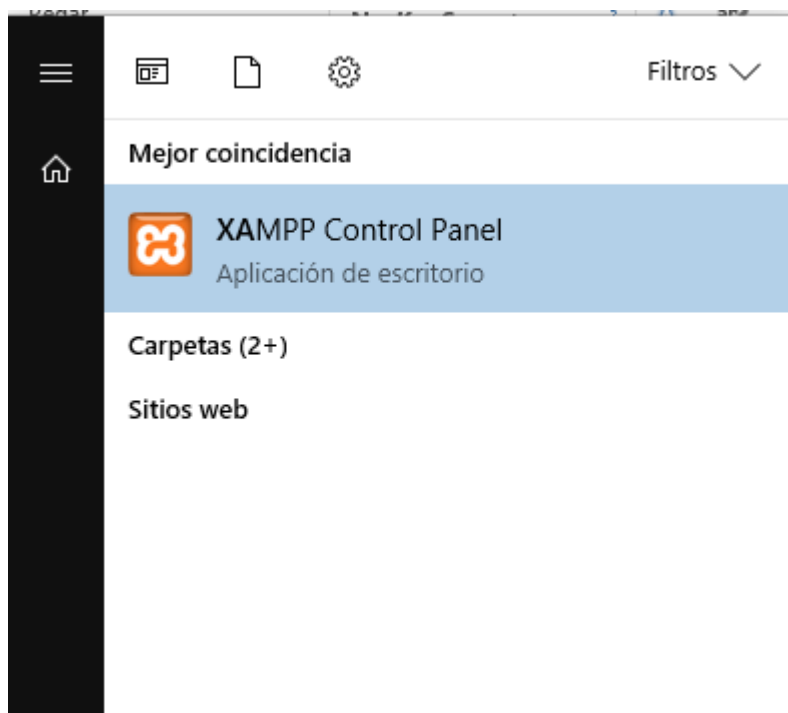 Filtros
Mejor coincidencia
XAMPP Control Panel
Aplicación de escritorio
Carpetas (2+)
Sitios web